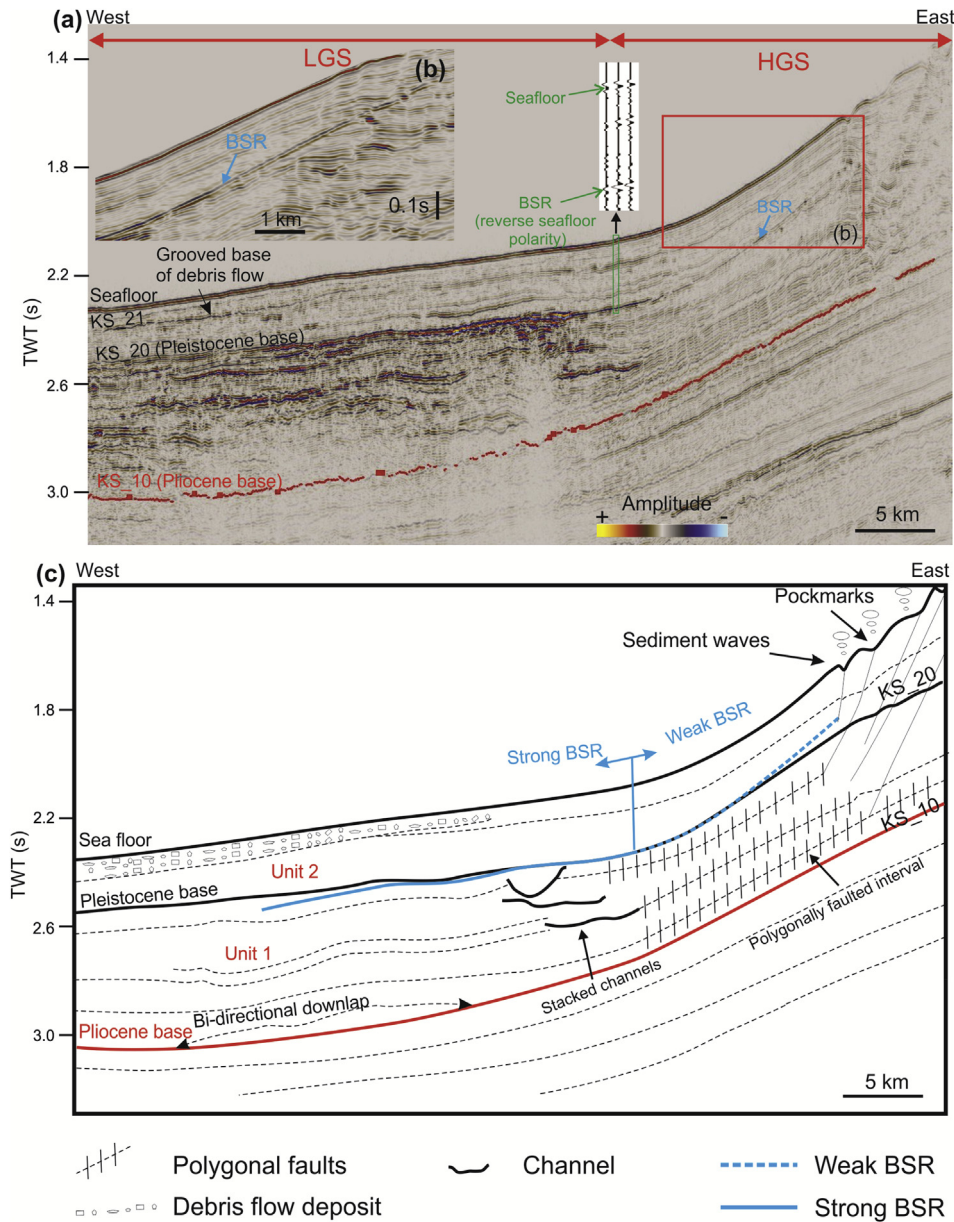 (a)
West
East
1.4
1.8
2.2
2.6
3.0
TWT (s)
LGS
HGS
(b)
BSR
1 km
0.1s
Seafloor
BSR
(reverse seafloor
polarity)
BSR
(b)
Grooved base
of debris flow
Seafloor
KS_21
KS_20 (Pleistocene base)
KS_10 (Pliocene base)
Amplitude
+
-
5 km
(c)
West
East
1.4
1.8
2.2
2.6
3.0
TWT (s)
Pockmarks
Sediment waves
KS_20
Weak BSR
Strong BSR
KS_10
Sea floor
Unit 2
Pleistocene base
Unit 1
Polygonally faulted interval
Stacked channels
Bi-directional downlap
Pliocene base
5 km
Polygonal faults
Channel
Weak BSR
Debris flow deposit
Strong BSR